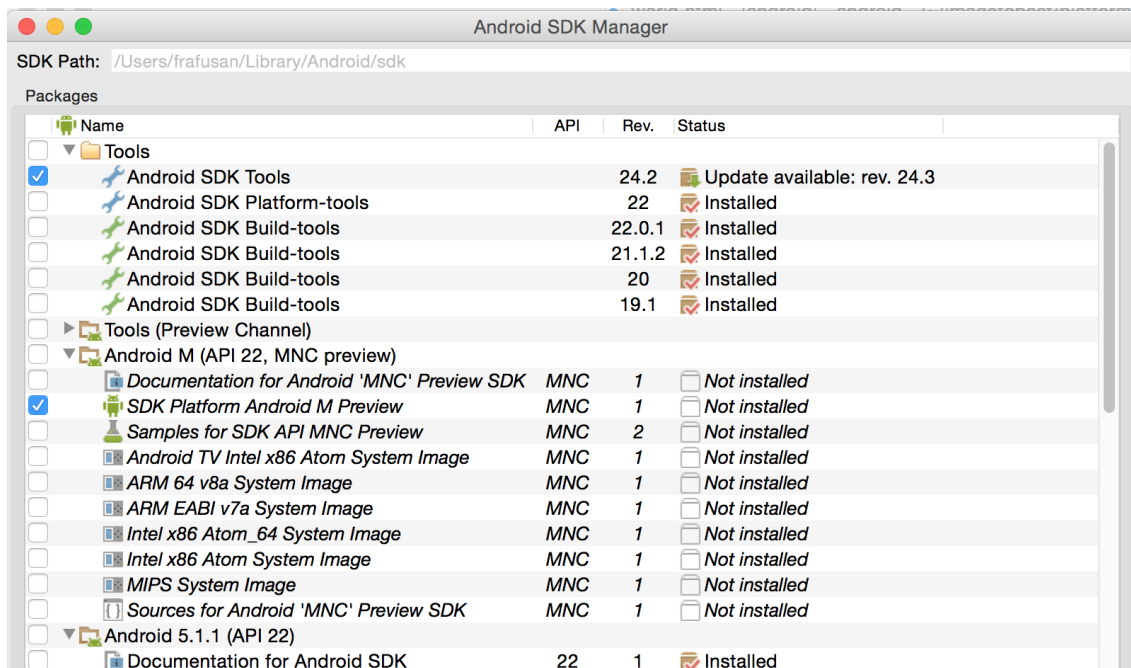 Android SDK Manager
SDK Path: /Users/frafusan/Library/Android/sdk
Packages
Name API Rev. Status
Tools
Android SDK Tools 24.2 Update available: rev. 24.3
Android SDK Platform-tools 22 Installed
Android SDK Build-tools 22.0.1 Installed
Android SDK Build-tools 21.1.2 Installed
Android SDK Build-tools 20 Installed
Android SDK Build-tools 19.1 Installed
Tools (Preview Channel)
Android M (API 22, MNC preview)
Documentation for Android 'MNC' Preview SDK MNC 1 Not installed
SDK Platform Android M Preview MNC 1 Not installed
Samples for SDK API MNC Preview MNC 2 Not installed
Android TV Intel x86 Atom System Image MNC 1 Not installed
ARM 64 v8a System Image MNC 1 Not installed
ARM EABI v7a System Image MNC 1 Not installed
Intel x86 Atom_64 System Image MNC 1 Not installed
Intel x86 Atom System Image MNC 1 Not installed
MIPS System Image MNC 1 Not installed
Sources for Android 'MNC' Preview SDK MNC 1 Not installed
Android 5.1.1 (API 22)
Documentation for Android SDK 22 1 Installed